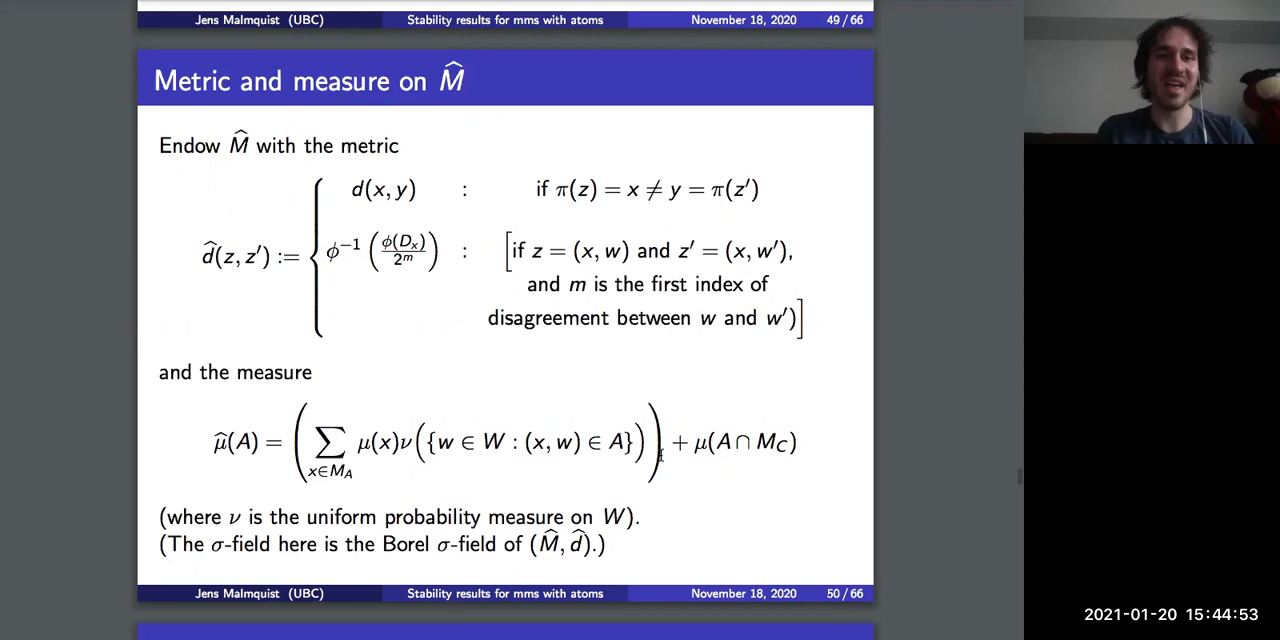 Jens Malmquist (UBC) Stability results for mms with atoms November 18, 2020 49 / 66
Metric and measure on M̂
Endow M̂ with the metric
d̂(z, z′) := { d(x, y) : if π(z) = x ≠ y = π(z′)
ϕ⁻¹(ϕ(Dₓ)/2ᵐ) : [if z = (x, w) and z′ = (x, w′),
and m is the first index of
disagreement between w and w′)]
and the measure
μ̂(A) = (∑_{x∈M_A} μ(x)ν({w ∈ W : (x, w) ∈ A})) + μ(A ∩ M_C)
(where ν is the uniform probability measure on W).
(The σ-field here is the Borel σ-field of (M̂, d̂).)
Jens Malmquist (UBC) Stability results for mms with atoms November 18, 2020 50 / 66
2021-01-20 15:44:53